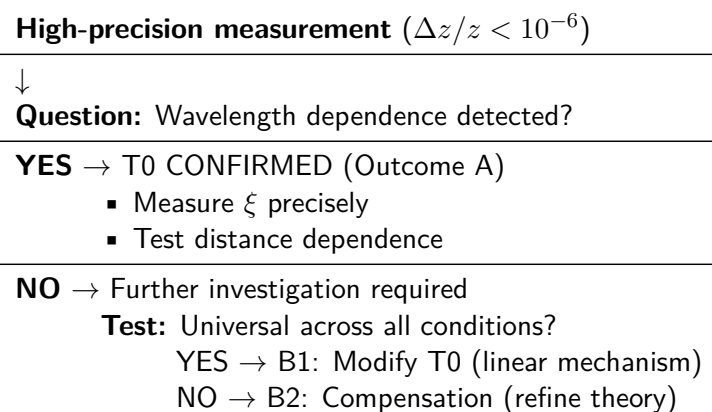 High-precision measurement (Δz/z < 10⁻⁶)
↓
Question: Wavelength dependence detected?
YES → T0 CONFIRMED (Outcome A)
▪ Measure ξ precisely
▪ Test distance dependence
NO → Further investigation required
Test: Universal across all conditions?
YES → B1: Modify T0 (linear mechanism)
NO → B2: Compensation (refine theory)